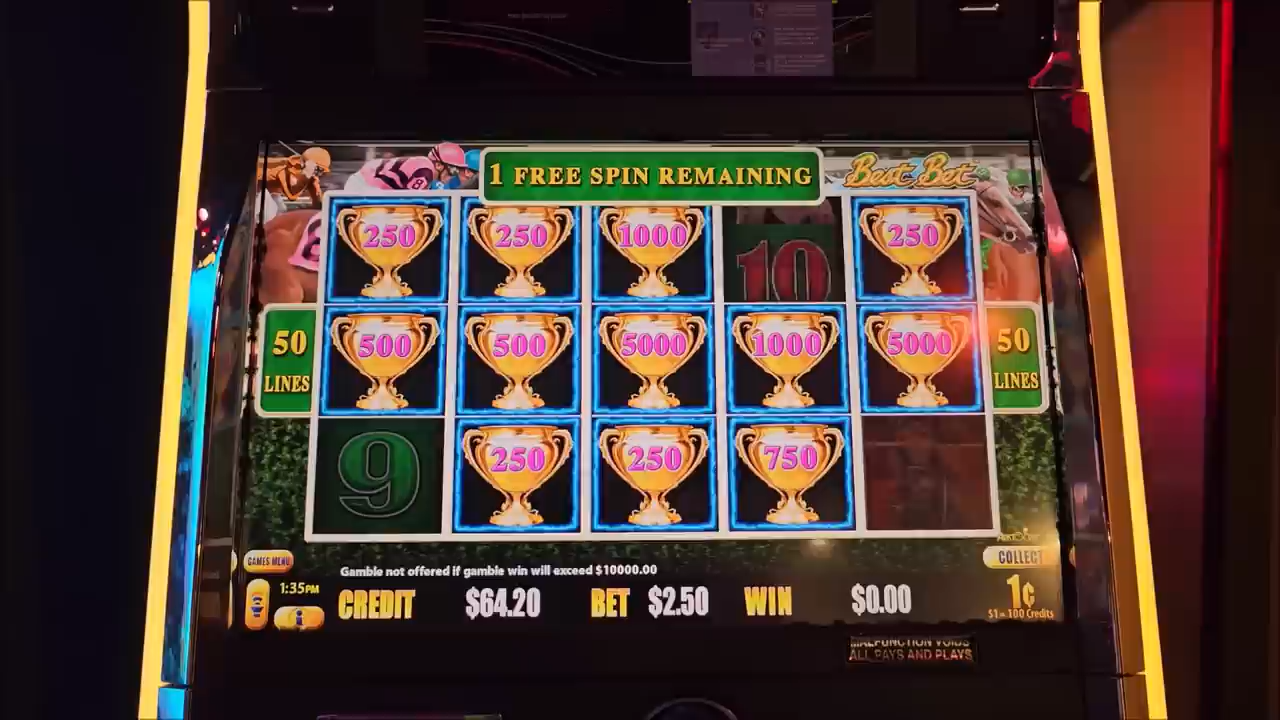 1 FREE SPIN REMAINING
Best Bet
250 250 1000 10 250
50 LINES
500 500 5000 1000 5000
50 LINES
9 250 250 750
GAMES MENU
COLLECT
Gamble not offered if gamble win will exceed $10000.00
1:35PM
CREDIT $64.20 BET $2.50 WIN $0.00
1¢
$1 = 100 Credits
MALFUNCTION VOIDS
ALL PAYS AND PLAYS